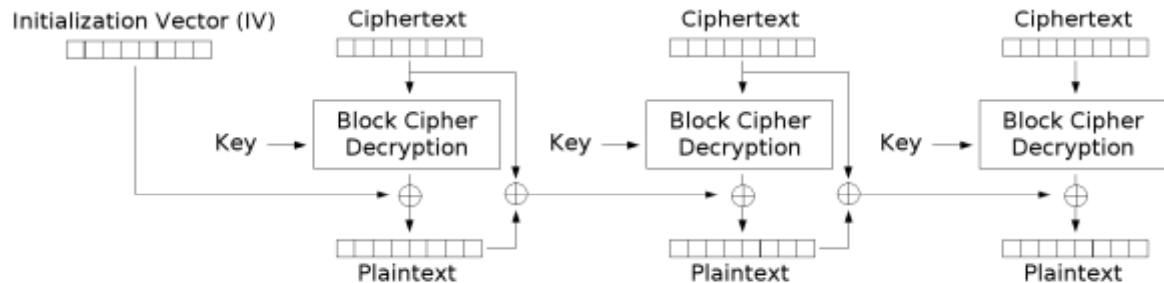 Initialization Vector (IV)
Ciphertext
Ciphertext
Ciphertext
Key
Block Cipher
Decryption
Key
Block Cipher
Decryption
Key
Block Cipher
Decryption
Plaintext
Plaintext
Plaintext